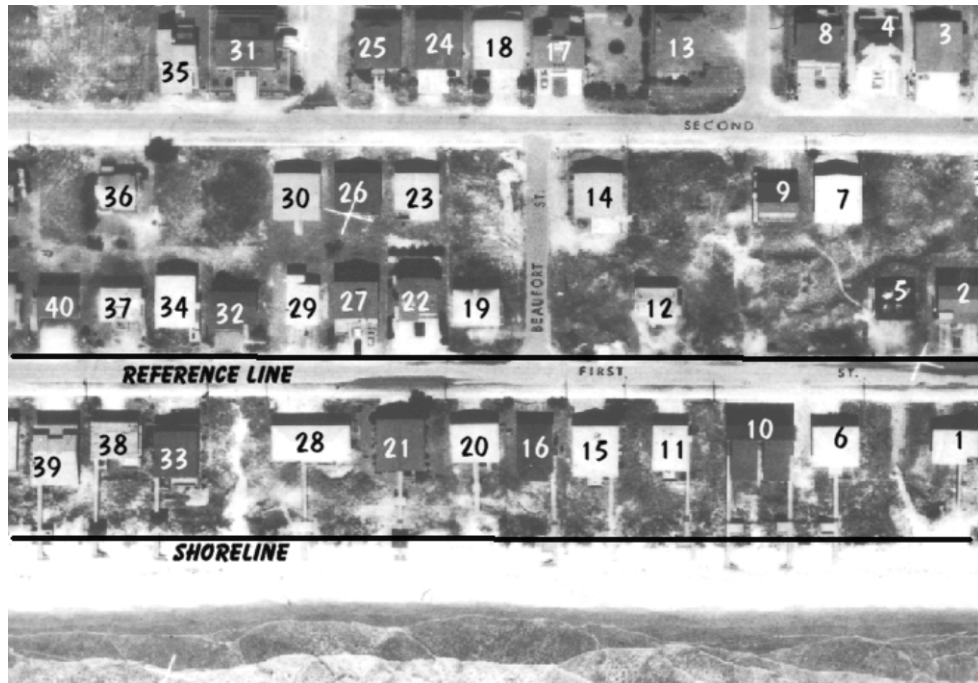 35 31 25 24 18 17 13 8 4 3
SECOND
36 30 26 23 14 9 7
BEAUFORT ST.
40 37 34 32 29 27 22 19 12 5 2
REFERENCE LINE
FIRST. ST.
39 38 33 28 21 20 16 15 11 10 6 1
SHORELINE